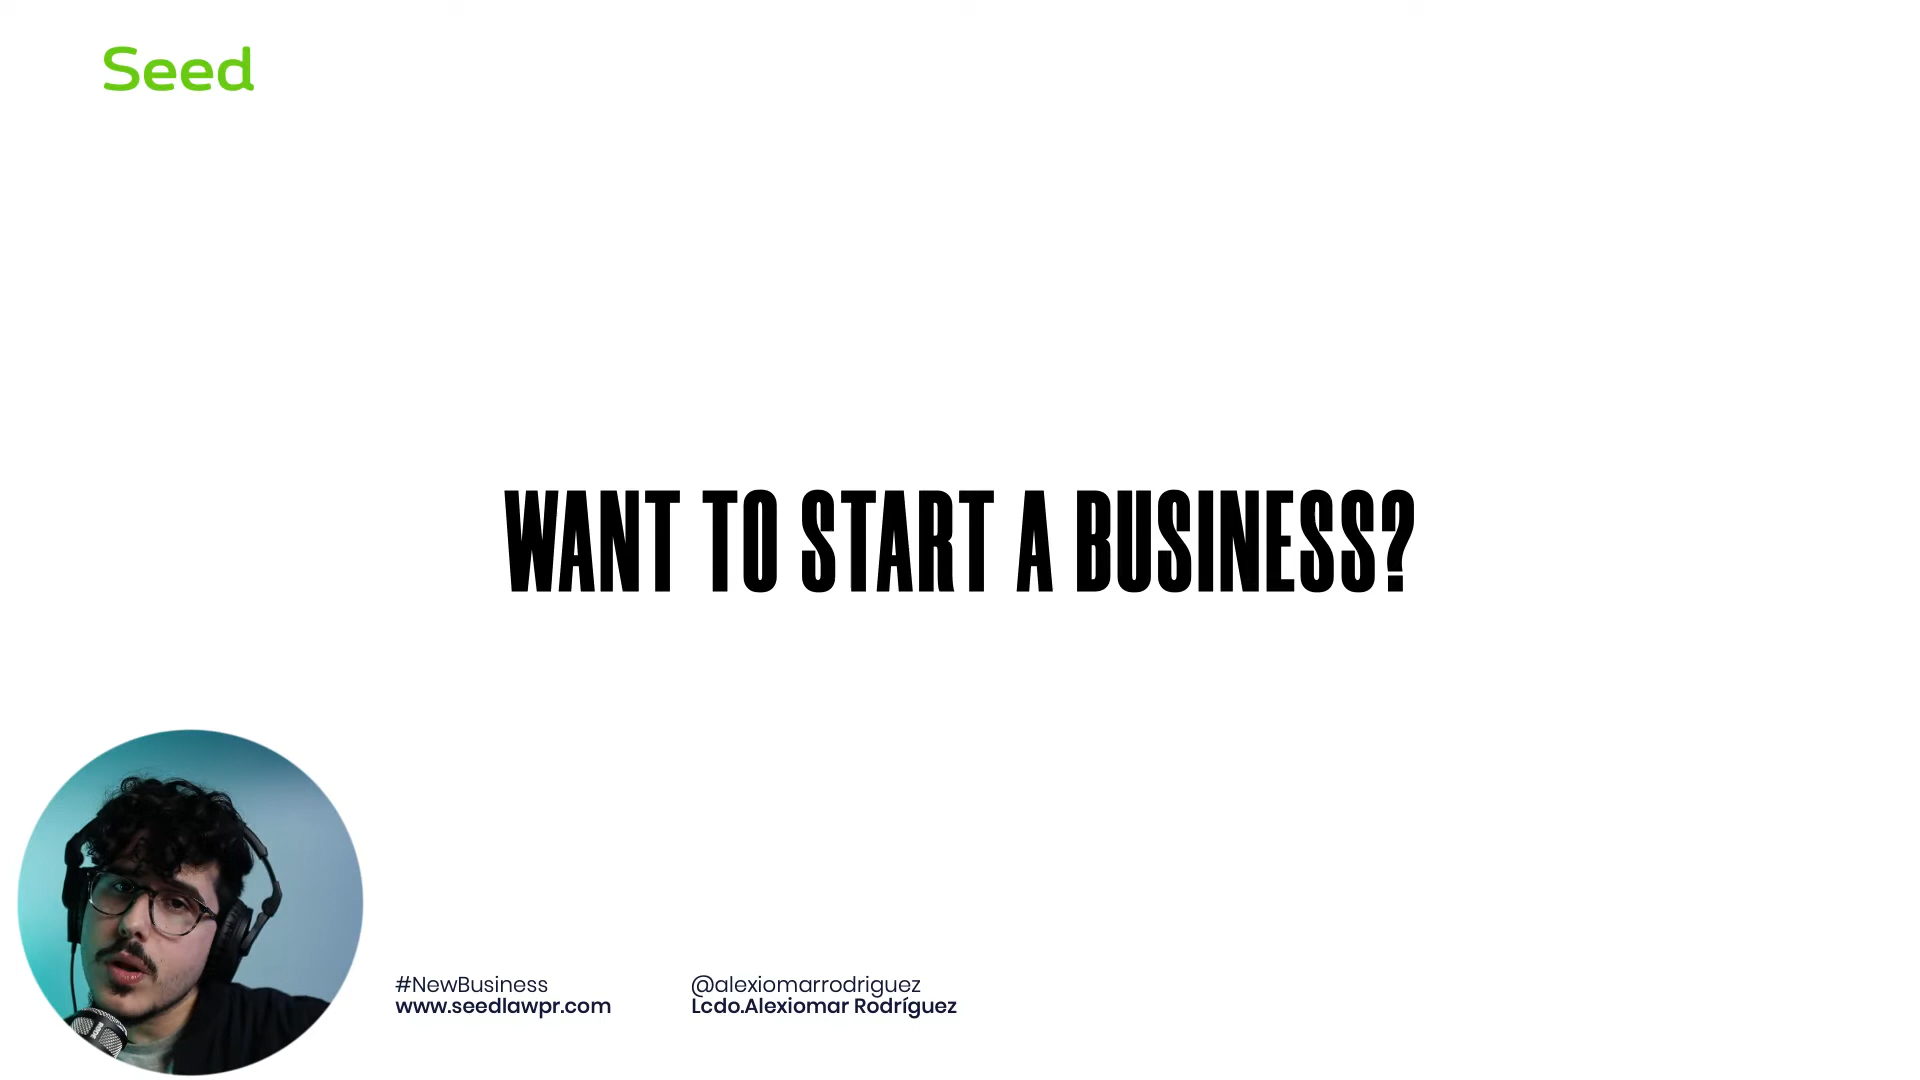 Seed
WANT TO START A BUSINESS?
#NewBusiness
www.seedlawpr.com
@alexiomarrodriguez
Lcdo.Alexiomar Rodríguez